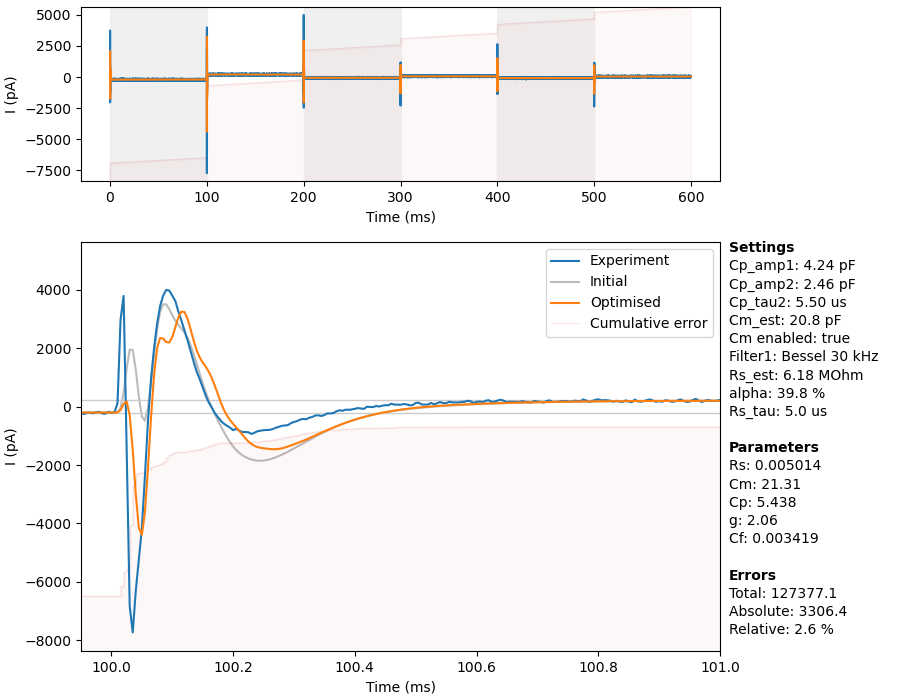 5000
2500
0
−2500
−5000
−7500
I (pA)
0 100 200 300 400 500 600
Time (ms)
4000
2000
0
−2000
−4000
−6000
−8000
I (pA)
100.0 100.2 100.4 100.6 100.8 101.0
Time (ms)
Experiment
Initial
Optimised
Cumulative error
Settings
Cp_amp1: 4.24 pF
Cp_amp2: 2.46 pF
Cp_tau2: 5.50 us
Cm_est: 20.8 pF
Cm enabled: true
Filter1: Bessel 30 kHz
Rs_est: 6.18 MOhm
alpha: 39.8 %
Rs_tau: 5.0 us
Parameters
Rs: 0.005014
Cm: 21.31
Cp: 5.438
g: 2.06
Cf: 0.003419
Errors
Total: 127377.1
Absolute: 3306.4
Relative: 2.6 %